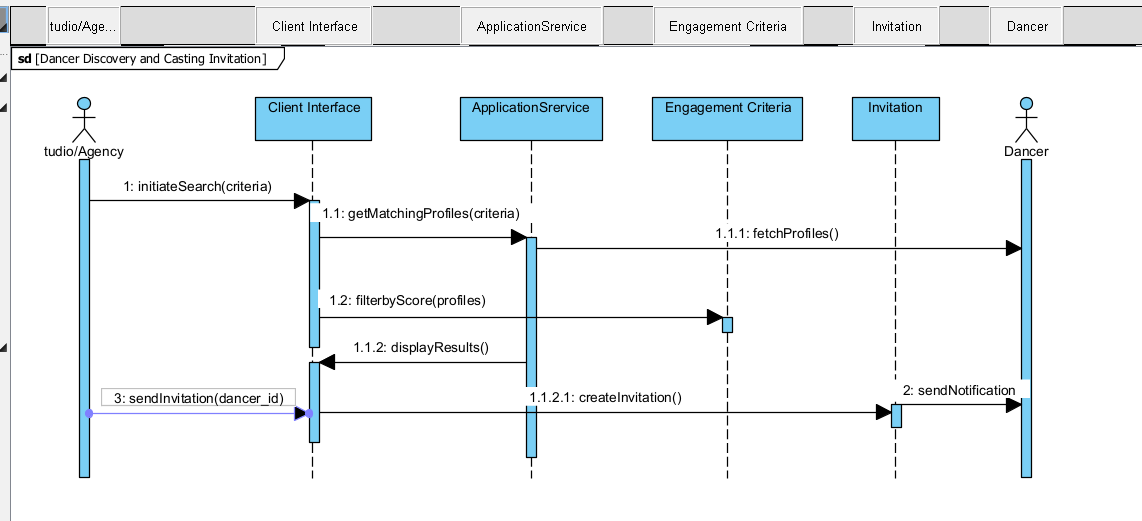 tudio/Age...
Client Interface
ApplicationSrervice
Engagement Criteria
Invitation
Dancer
sd [Dancer Discovery and Casting Invitation]
Client Interface
ApplicationSrervice
Engagement Criteria
Invitation
tudio/Agency
Dancer
1: initiateSearch(criteria)
1.1: getMatchingProfiles(criteria)
1.1.1: fetchProfiles()
1.2: filterbyScore(profiles)
1.1.2: displayResults()
3: sendInvitation(dancer_id)
1.1.2.1: createInvitation()
2: sendNotification